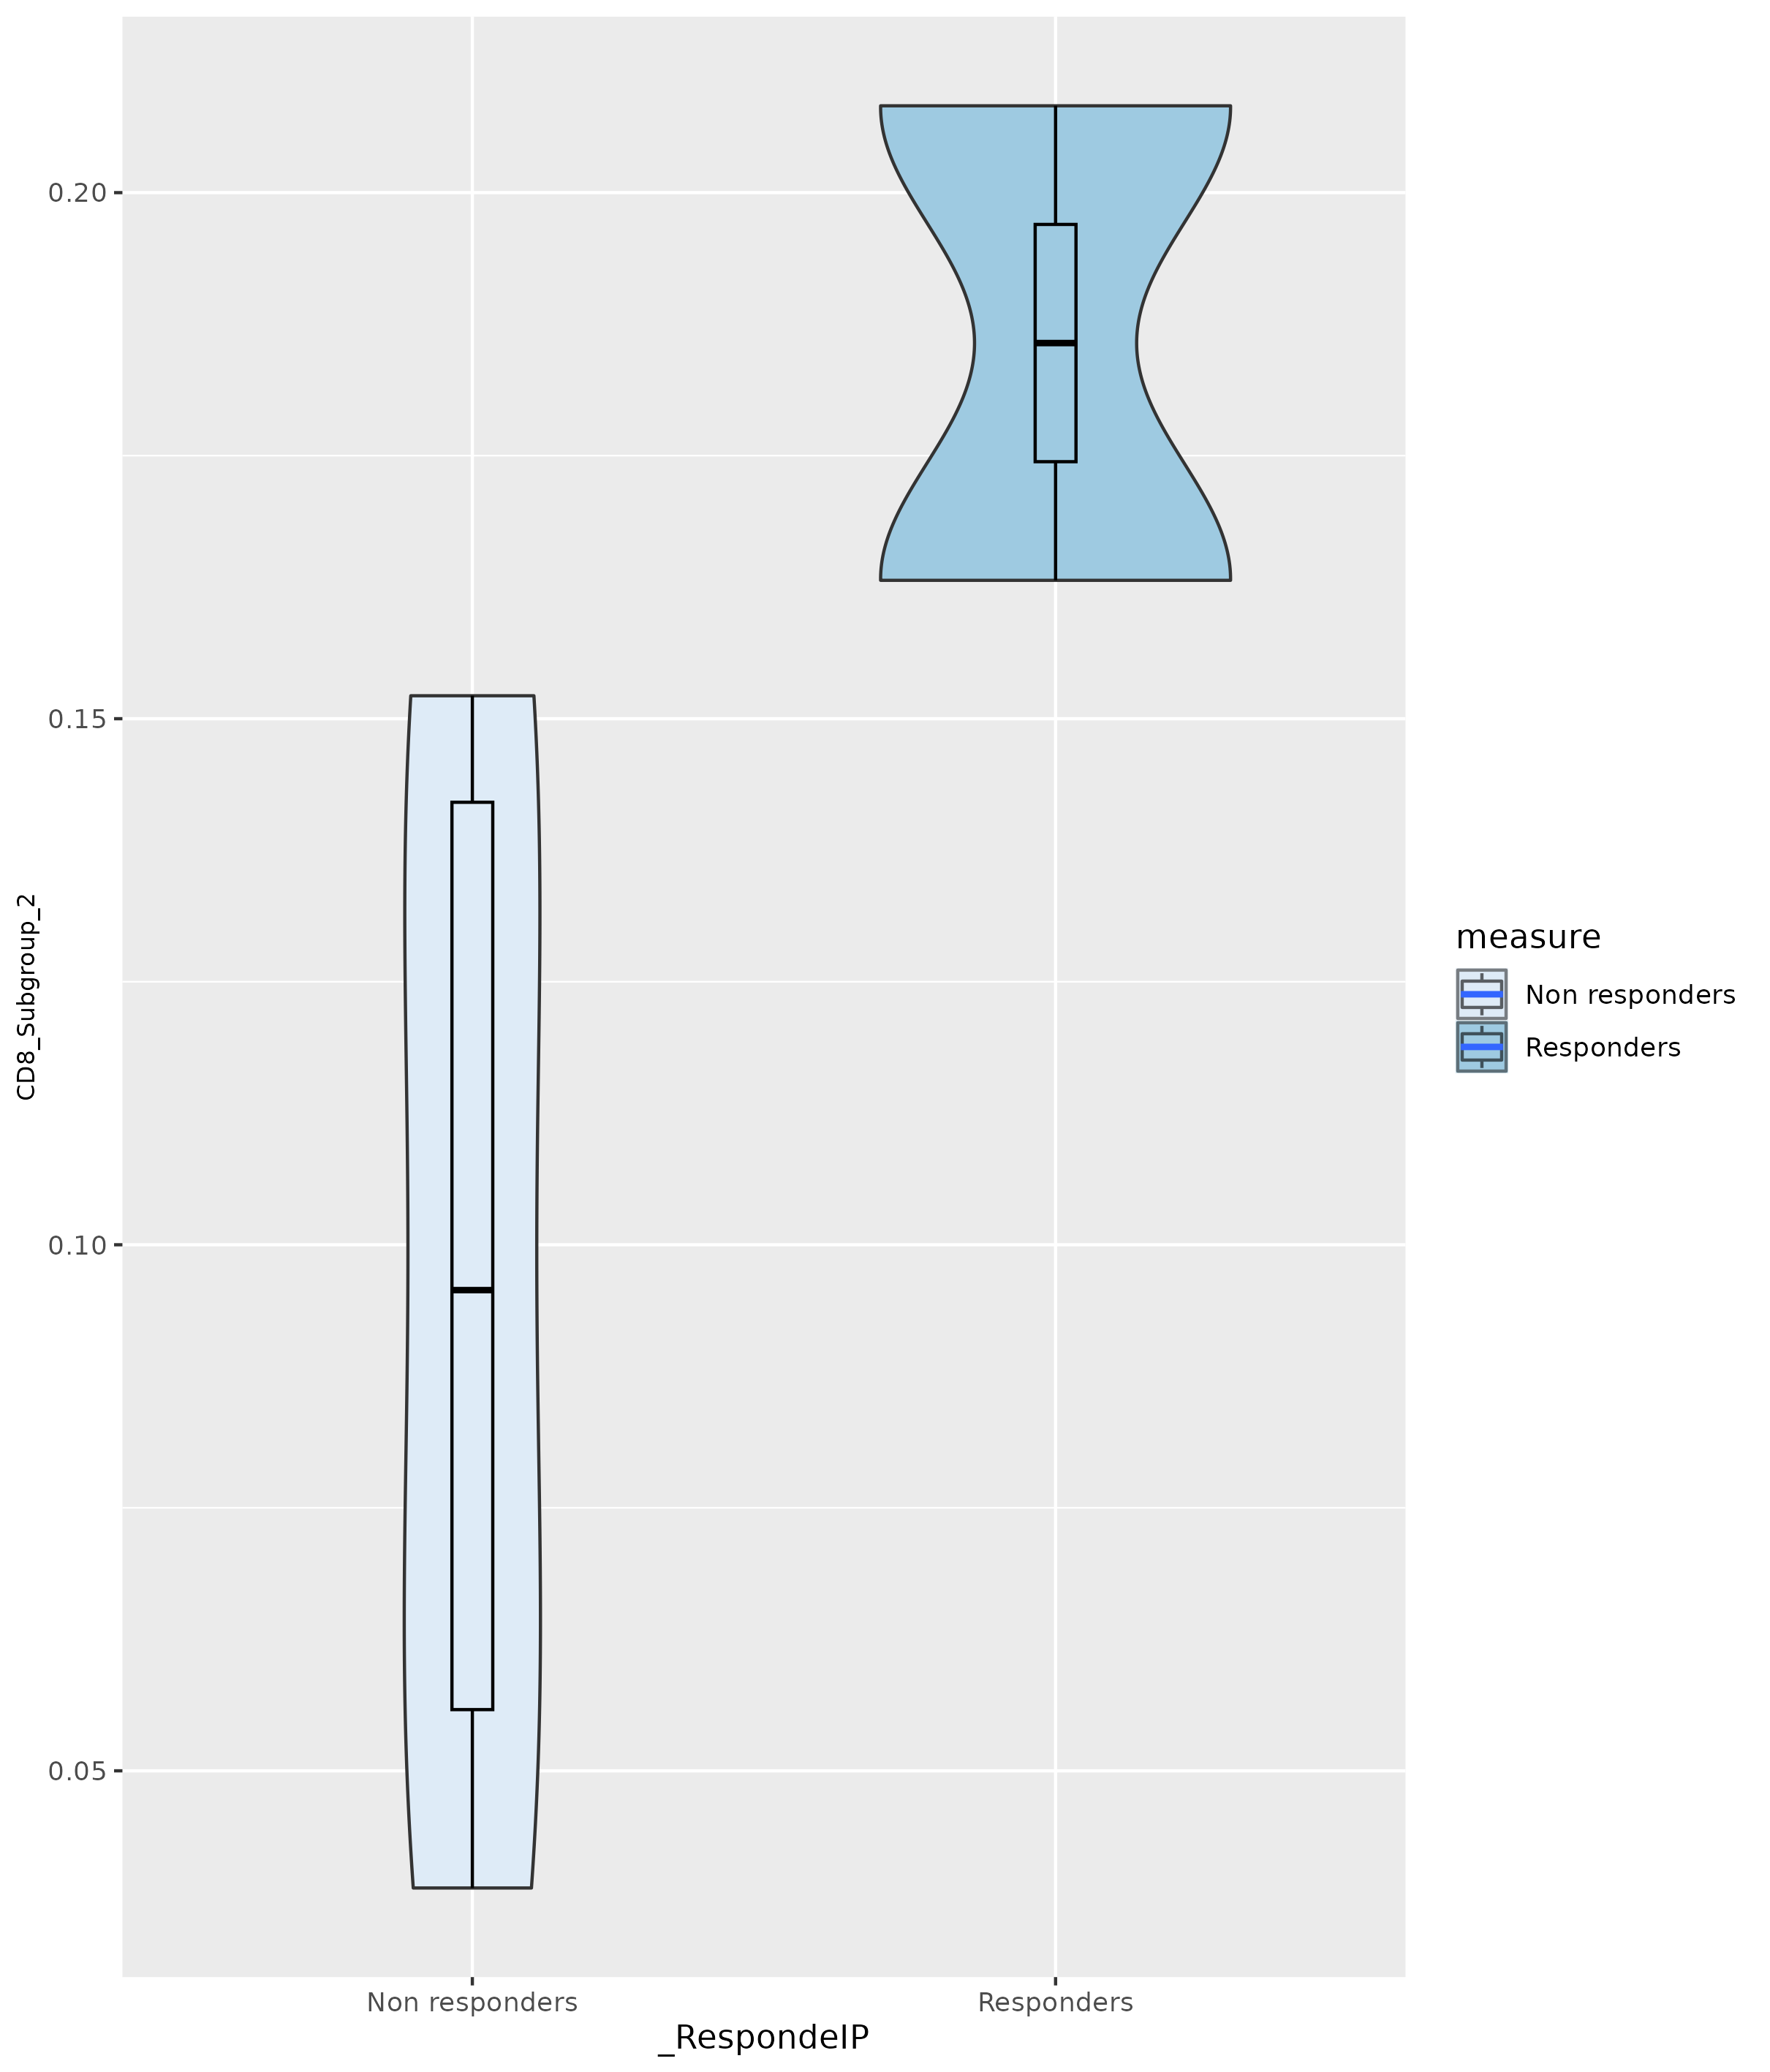 0.20
0.15
0.10
0.05
CD8_Subgroup_2
Non responders
Responders
_RespondeIP
measure
Non responders
Responders